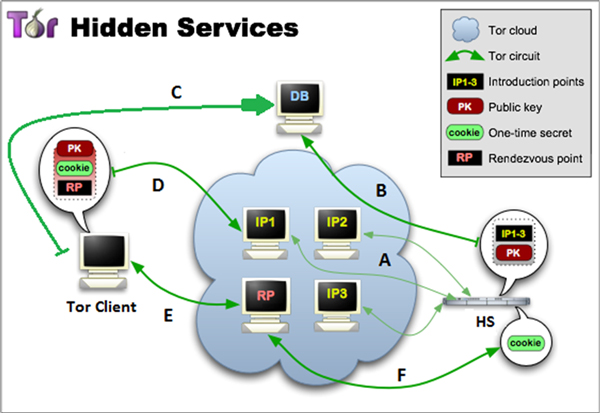 Tor Hidden Services
Tor cloud
Tor circuit
IP1-3 Introduction points
PK Public key
cookie One-time secret
RP Rendezvous point
C
DB
PK
cookie
RP
D
B
IP1
IP2
IP1-3
PK
A
Tor Client
RP
IP3
HS
E
cookie
F